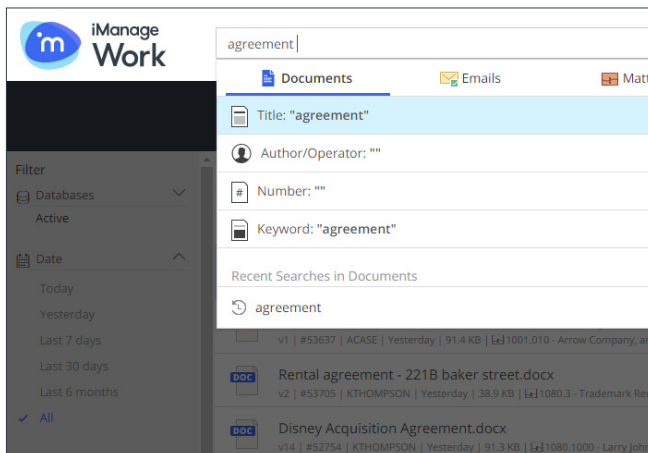 iManage
Work
agreement
Documents
Emails
Matt
Title: "agreement"
Author/Operator: ""
Number: ""
Keyword: "agreement"
Recent Searches in Documents
agreement
Filter
Databases
Active
Date
Today
Yesterday
Last 7 days
Last 30 days
Last 6 months
All
v1 | #53637 | ACASE | Yesterday | 91.4 KB | 1001.010 - Arrow Company, an
DOC
Rental agreement - 221B baker street.docx
v2 | #53705 | KTHOMPSON | Yesterday | 38.9 KB | 1080.3 - Trademark Re
DOC
Disney Acquisition Agreement.docx
v14 | #52754 | KTHOMPSON | Yesterday | 91.3 KB | 1080.1000 - Larry John